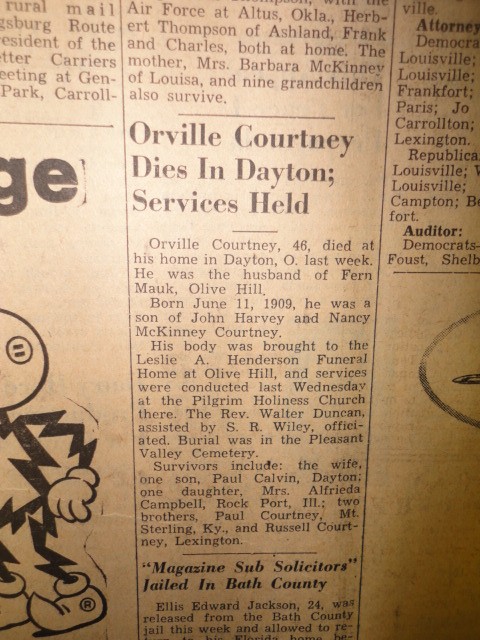 rural mail
gsburg Route
resident of the
etter Carriers
eeting at Gen-
Park, Carroll-
ge
Air Force at Altus, Okla., Herb-
ert Thompson of Ashland, Frank
and Charles, both at home. The
mother, Mrs. Barbara McKinney
of Louisa, and nine grandchildren
also survive.
Orville Courtney
Dies In Dayton;
Services Held
Orville Courtney, 46, died at
his home in Dayton, O. last week.
He was the husband of Fern
Mauk, Olive Hill.
Born June 11, 1909, he was a
son of John Harvey and Nancy
McKinney Courtney.
His body was brought to the
Leslie A. Henderson Funeral
Home at Olive Hill, and services
were conducted last Wednesday
at the Pilgrim Holiness Church
there. The Rev. Walter Duncan,
assisted by S. R. Wiley, offici-
ated. Burial was in the Pleasant
Valley Cemetery.
Survivors include: the wife,
one son, Paul Calvin, Dayton;
one daughter, Mrs. Alfrieda
Campbell, Rock Port, Ill.; two
brothers, Paul Courtney, Mt.
Sterling, Ky., and Russell Court-
ney, Lexington.
"Magazine Sub Solicitors"
Jailed In Bath County
Ellis Edward Jackson, 24, was
released from the Bath County
jail this week and allowed to re-
ville.
Attorney
Democra
Louisville;
Louisville;
Frankfort;
Paris; Jo
Carrollton;
Lexington.
Republica
Louisville; W
Louisville;
Campton; Be
fort.
Auditor:
Democrats—
Foust, Shelb
®